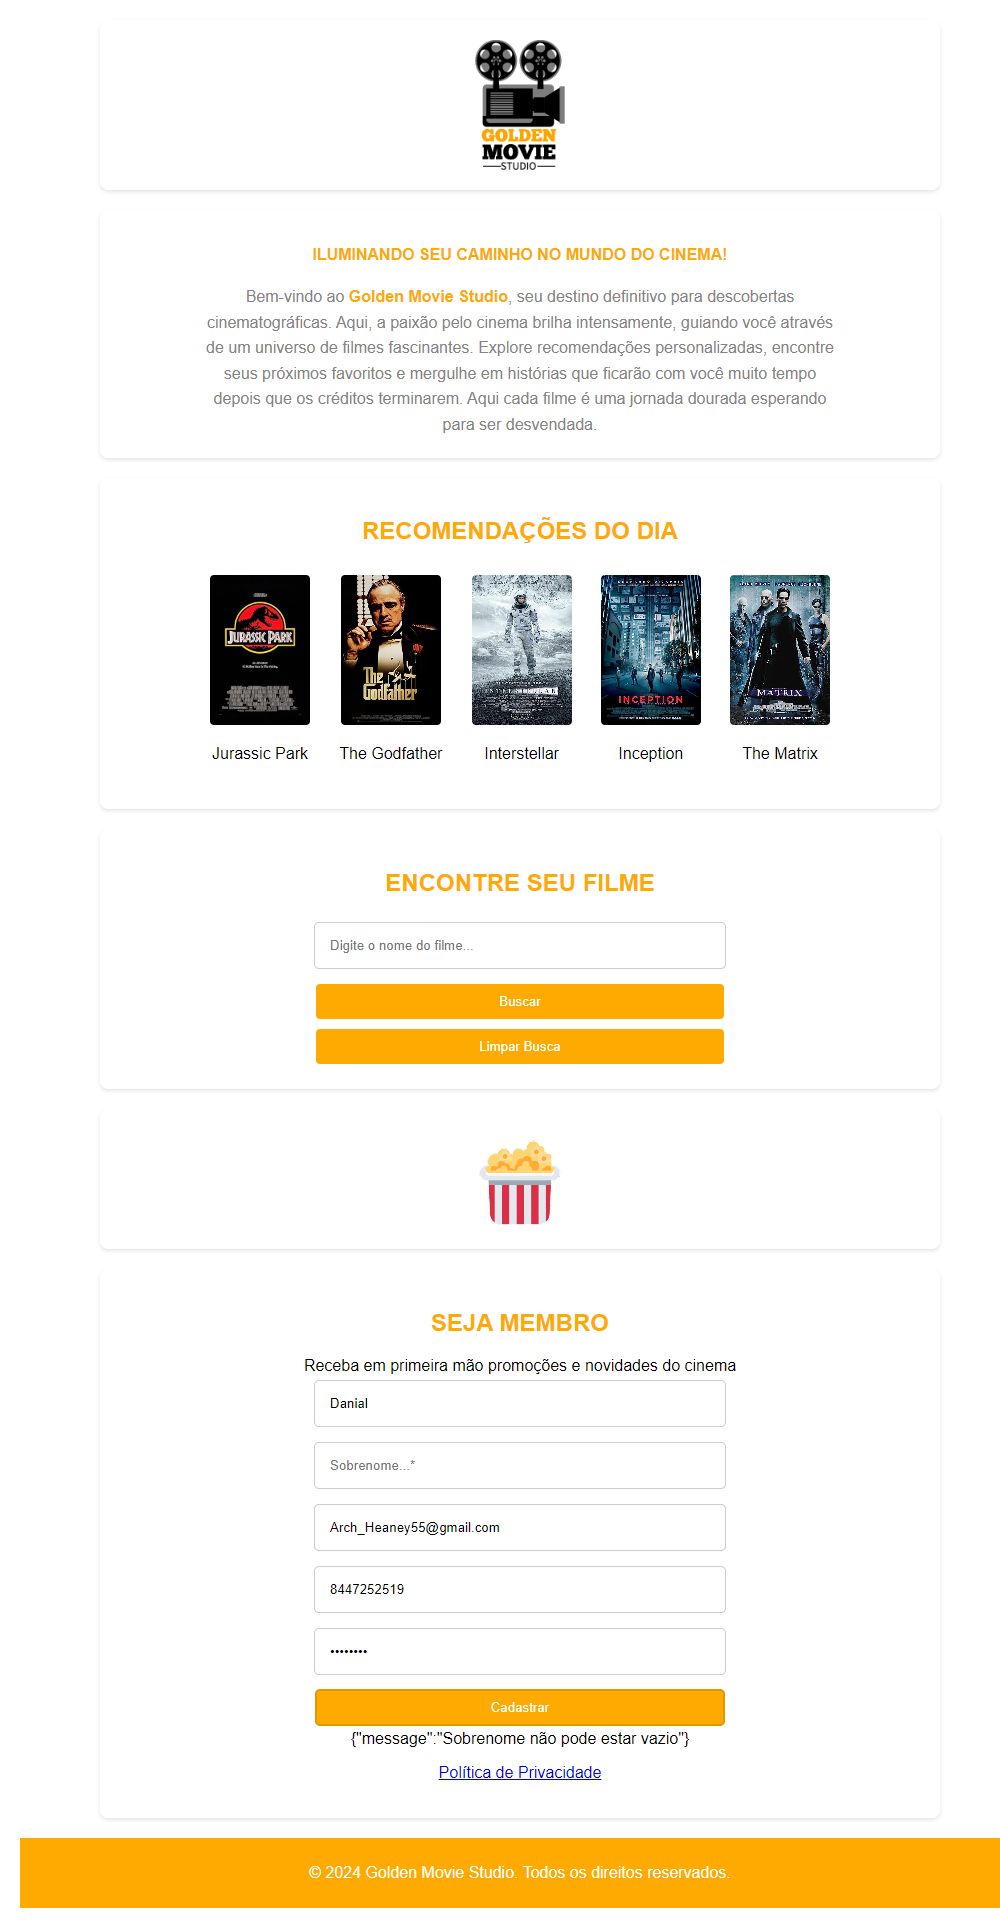 GOLDEN
MOVIE
STUDIO
ILUMINANDO SEU CAMINHO NO MUNDO DO CINEMA!
Bem-vindo ao Golden Movie Studio, seu destino definitivo para descobertas
cinematográficas. Aqui, a paixão pelo cinema brilha intensamente, guiando você através
de um universo de filmes fascinantes. Explore recomendações personalizadas, encontre
seus próximos favoritos e mergulhe em histórias que ficarão com você muito tempo
depois que os créditos terminarem. Aqui cada filme é uma jornada dourada esperando
para ser desvendada.
RECOMENDAÇÕES DO DIA
JURASSIC PARK
The
Godfather
INTERSTELLAR
INCEPTION
MATRIX
Jurassic Park
The Godfather
Interstellar
Inception
The Matrix
ENCONTRE SEU FILME
Digite o nome do filme...
Buscar
Limpar Busca
SEJA MEMBRO
Receba em primeira mão promoções e novidades do cinema
Danial
Sobrenome...*
Arch_Heaney55@gmail.com
8447252519
••••••••
Cadastrar
{"message":"Sobrenome não pode estar vazio"}
Política de Privacidade
© 2024 Golden Movie Studio. Todos os direitos reservados.